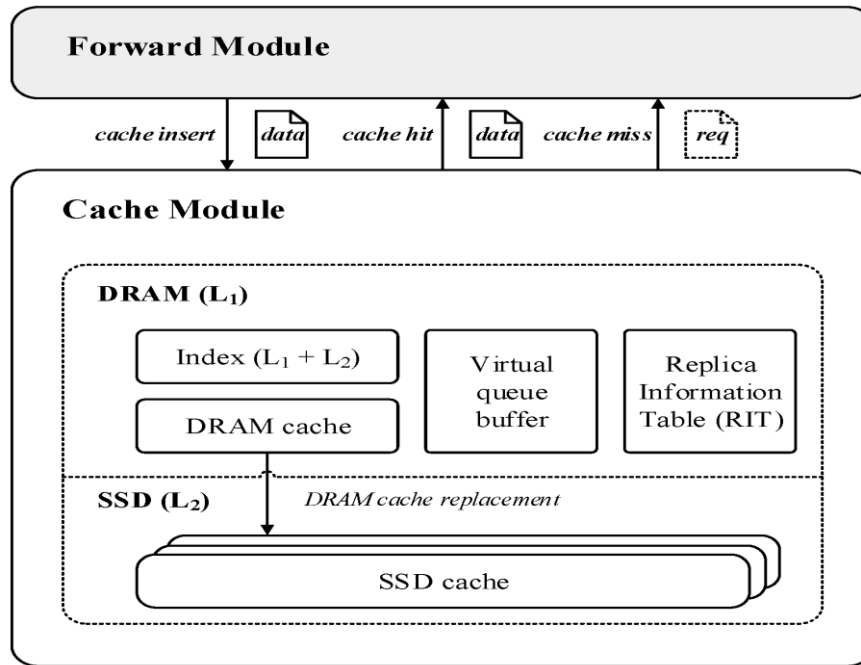 Forward Module
cache insert
data
cache hit
data
cache miss
req
Cache Module
DRAM (L₁)
Index (L₁ + L₂)
DRAM cache
Virtual
queue
buffer
Replica
Information
Table (RIT)
SSD (L₂)
DRAM cache replacement
SSD cache